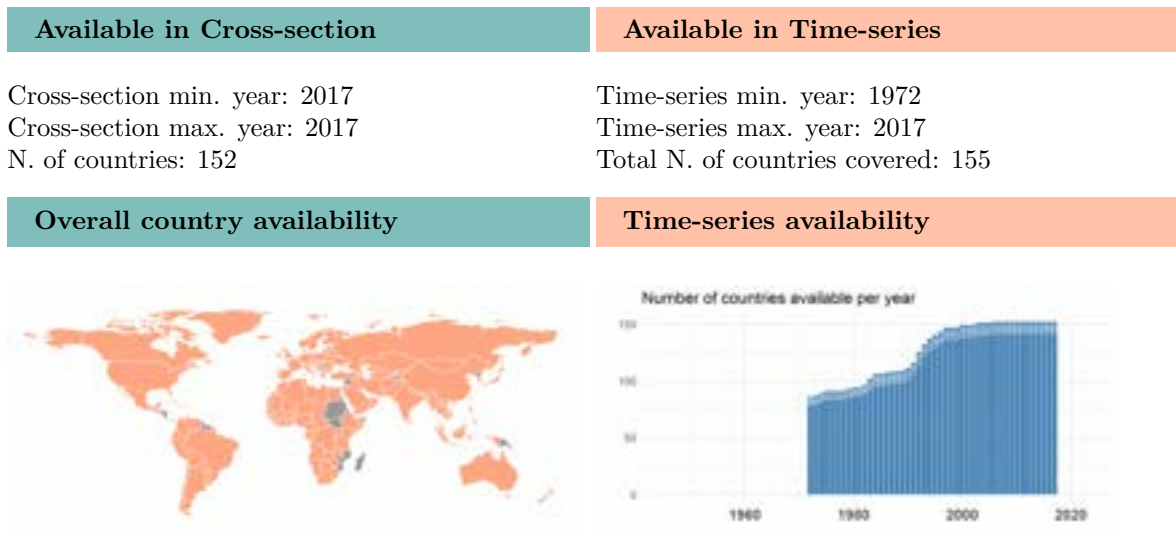 Available in Cross-section
Available in Time-series
Cross-section min. year: 2017
Cross-section max. year: 2017
N. of countries: 152
Time-series min. year: 1972
Time-series max. year: 2017
Total N. of countries covered: 155
Overall country availability
Time-series availability
Number of countries available per year
150
100
50
0
1960
1980
2000
2020